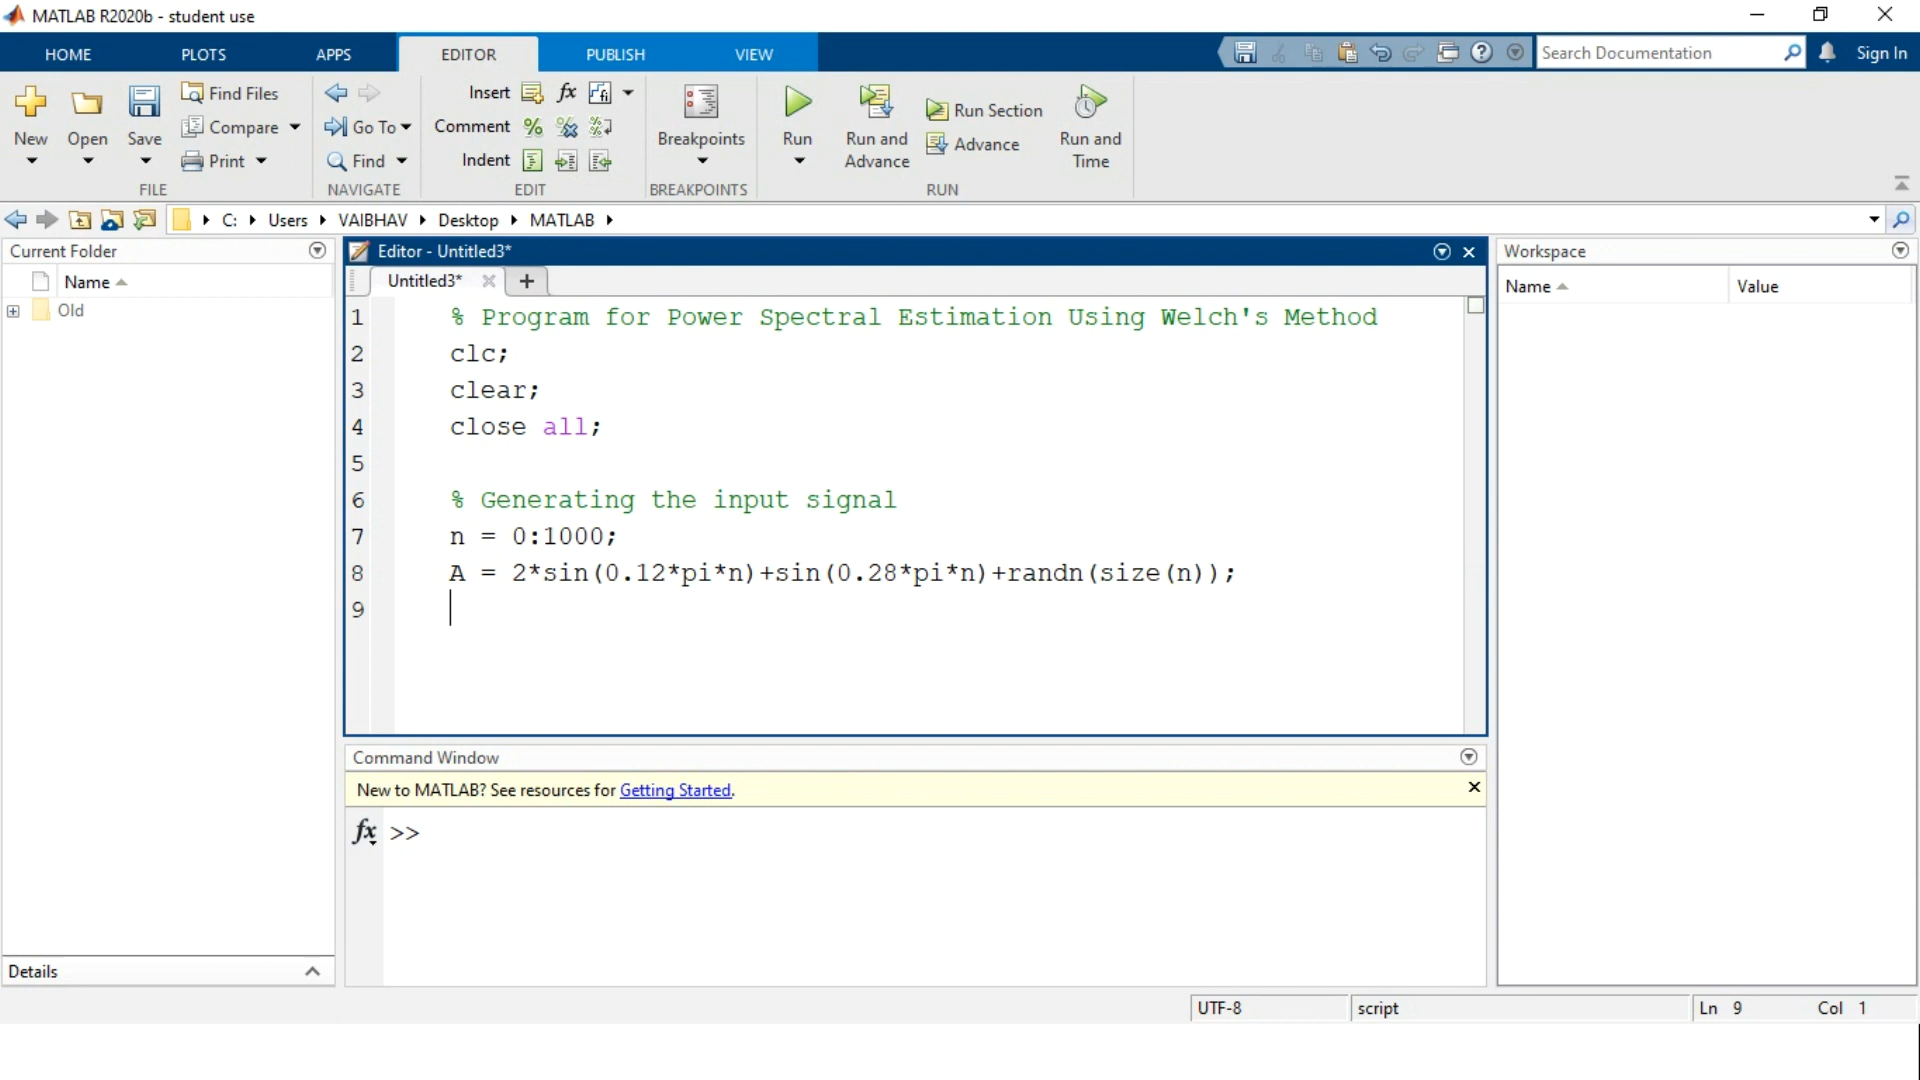 MATLAB R2020b - student use
HOME PLOTS APPS EDITOR PUBLISH VIEW Search Documentation Sign In
New Open Save Find Files Compare Print
FILE
Go To Find
NAVIGATE
Insert fx
Comment
Indent
EDIT
Breakpoints
BREAKPOINTS
Run Run and Advance Run Section Advance Run and Time
RUN
C: Users VAIBHAV Desktop MATLAB
Current Folder
Name
Old
Details
Editor - Untitled3*
Untitled3*
1 % Program for Power Spectral Estimation Using Welch's Method
2 clc;
3 clear;
4 close all;
5
6 % Generating the input signal
7 n = 0:1000;
8 A = 2*sin(0.12*pi*n)+sin(0.28*pi*n)+randn(size(n));
9
Command Window
New to MATLAB? See resources for Getting Started.
fx >>
Workspace
Name Value
UTF-8 script Ln 9 Col 1